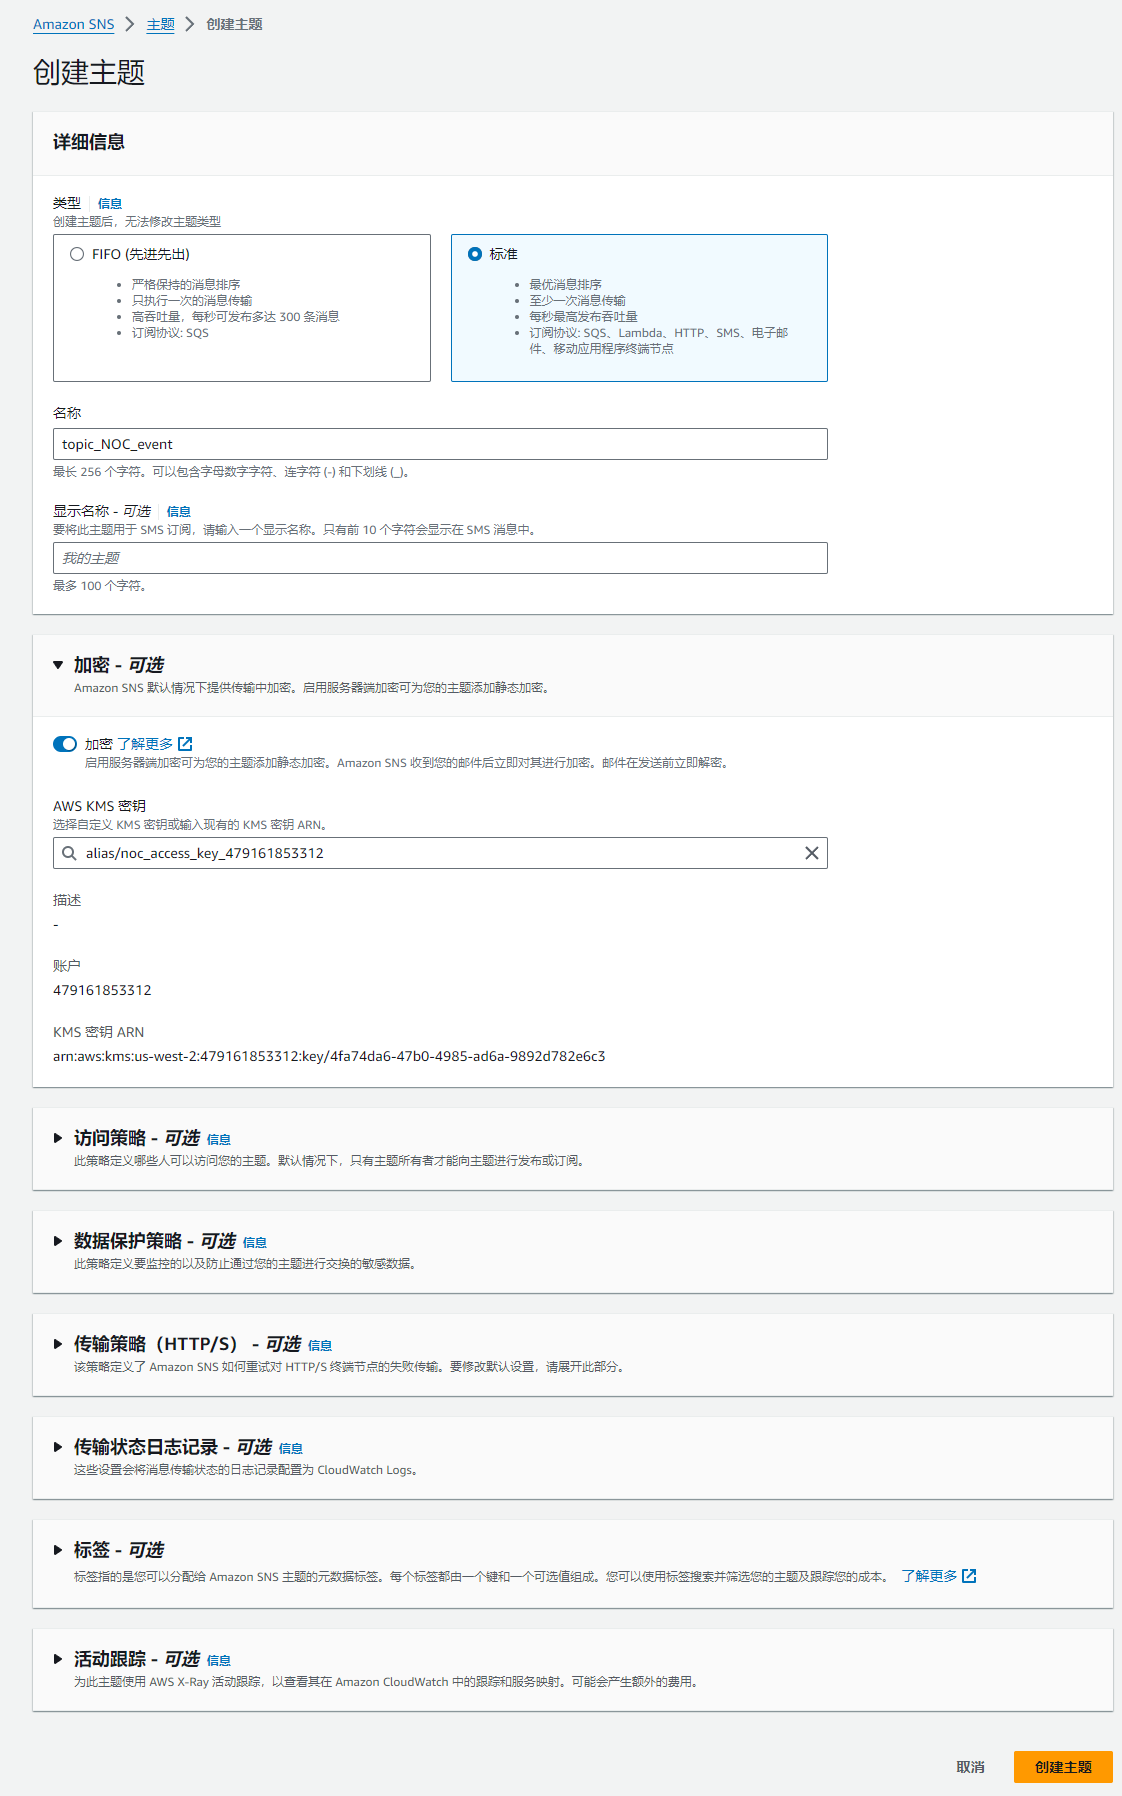 Amazon SNS > 主题 > 创建主题
创建主题
详细信息
类型 信息
创建主题后，无法修改主题类型
FIFO (先进先出)
• 严格保持的消息排序
• 只执行一次的消息传输
• 高吞吐量，每秒可发布多达 300 条消息
• 订阅协议: SQS
标准
• 最优消息排序
• 至少一次消息传输
• 每秒最高发布吞吐量
• 订阅协议: SQS、Lambda、HTTP、SMS、电子邮
件、移动应用程序终端节点
名称
topic_NOC_event
最长 256 个字符。可以包含字母数字字符、连字符 (-) 和下划线 (_)。
显示名称 - 可选 信息
要将此主题用于 SMS 订阅，请输入一个显示名称。只有前 10 个字符会显示在 SMS 消息中。
我的主题
最多 100 个字符。
加密 - 可选
Amazon SNS 默认情况下提供传输中加密。启用服务器端加密可为您的主题添加静态加密。
加密 了解更多
启用服务器端加密可为您的主题添加静态加密。Amazon SNS 收到您的邮件后立即对其进行加密。邮件在发送前立即解密。
AWS KMS 密钥
选择自定义 KMS 密钥或输入现有的 KMS 密钥 ARN。
alias/noc_access_key_479161853312
描述
-
账户
479161853312
KMS 密钥 ARN
arn:aws:kms:us-west-2:479161853312:key/4fa74da6-47b0-4985-ad6a-9892d782e6c3
访问策略 - 可选 信息
此策略定义哪些人可以访问您的主题。默认情况下，只有主题所有者才能向主题进行发布或订阅。
数据保护策略 - 可选 信息
此策略定义要监控的以及防止通过您的主题进行交换的敏感数据。
传输策略（HTTP/S） - 可选 信息
该策略定义了 Amazon SNS 如何重试对 HTTP/S 终端节点的失败传输。要修改默认设置，请展开此部分。
传输状态日志记录 - 可选 信息
这些设置会将消息传输状态的日志记录配置为 CloudWatch Logs。
标签 - 可选
标签指的是您可以分配给 Amazon SNS 主题的元数据标签。每个标签都由一个键和一个可选值组成。您可以使用标签搜索并筛选您的主题及跟踪您的成本。 了解更多
活动跟踪 - 可选 信息
为此主题使用 AWS X-Ray 活动跟踪，以查看其在 Amazon CloudWatch 中的跟踪和服务映射。可能会产生额外的费用。
取消 创建主题